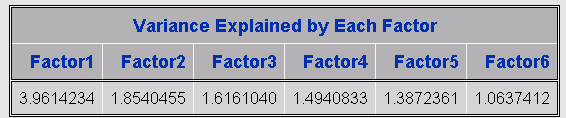 Variance Explained by Each Factor
Factor1 Factor2 Factor3 Factor4 Factor5 Factor6
3.9614234 1.8540455 1.6161040 1.4940833 1.3872361 1.0637412